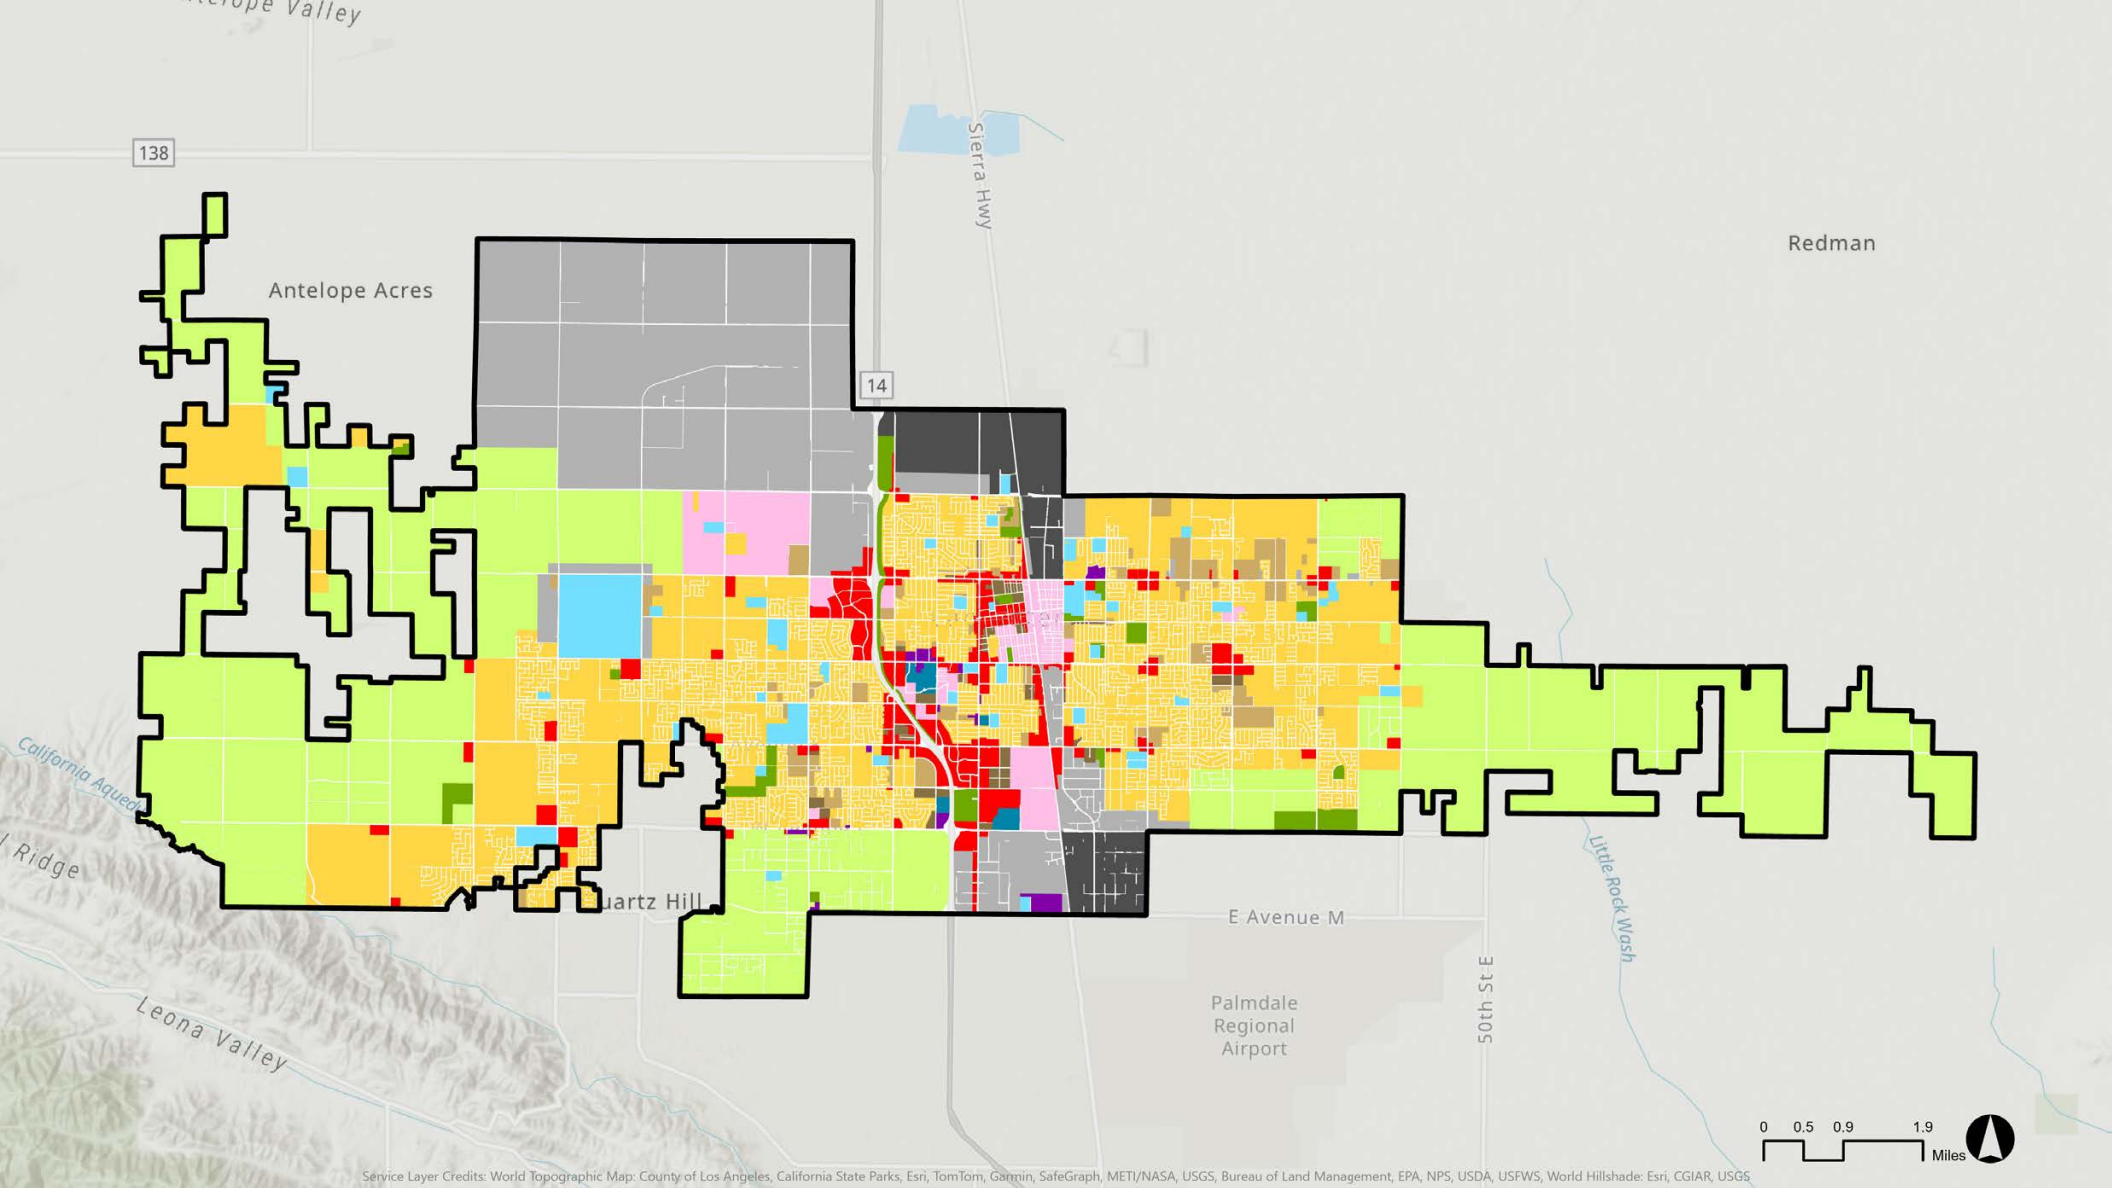 Valley
138
Sierra Hwy
Redman
Antelope Acres
14
California Aqued
Ridge
uartz Hill
E Avenue M
Little Rock Wash
50th St E
Leona Valley
Palmdale
Regional
Airport
0 0.5 0.9 1.9
Miles
Service Layer Credits: World Topographic Map: County of Los Angeles, California State Parks, Esri, TomTom, Garmin, SafeGraph, METI/NASA, USGS, Bureau of Land Management, EPA, NPS, USDA, USFWS, World Hillshade: Esri, CGIAR, USGS